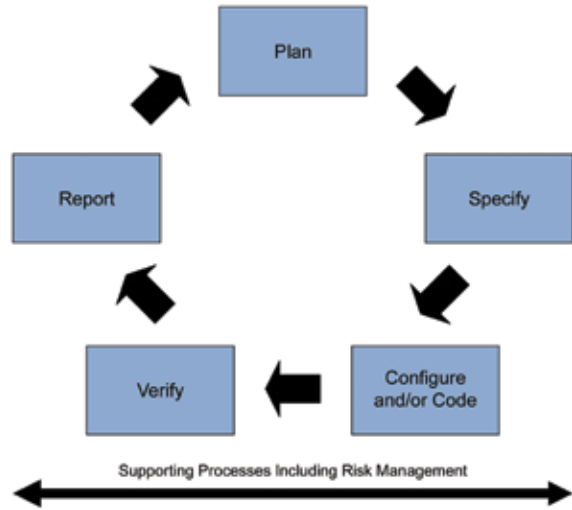 Plan
Report
Specify
Verify
Configure
and/or Code
Supporting Processes Including Risk Management